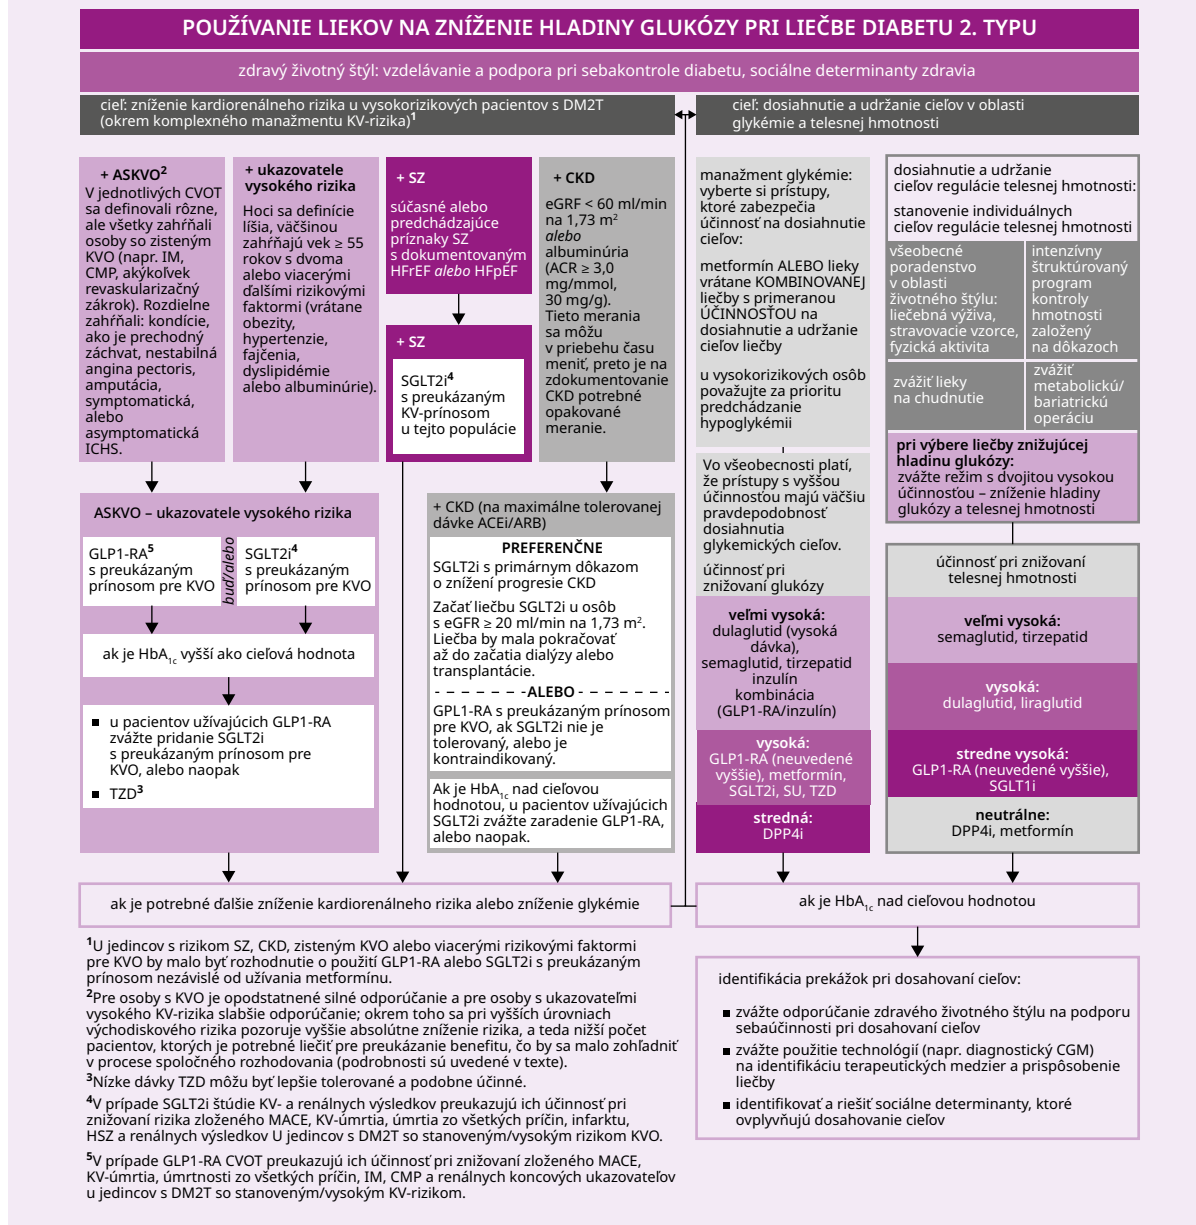 POUŽÍVANIE LIEKOV NA ZNÍŽENIE HLADINY GLUKÓZY PRI LIEČBE DIABETU 2. TYPU
zdravý životný štýl: vzdelávanie a podpora pri sebakontrole diabetu, sociálne determinanty zdravia
cieľ: zníženie kardiorenálneho rizika u vysokorizikových pacientov s DM2T
(okrem komplexného manažmentu KV-rizika)1
cieľ: dosiahnutie a udržanie cieľov v oblasti
glykémie a telesnej hmotnosti
+ ASKVO2
V jednotlivých CVOT
sa definovali rôzne,
ale všetky zahŕňali
osoby so zisteným
KVO (napr. IM,
CMP, akýkoľvek
revaskularizačný
zákrok). Rozdielne
zahŕňali: kondície,
ako je prechodný
záchvat, nestabilná
angina pectoris,
amputácia,
symptomatická,
alebo
asymptomatická
ICHS.
+ ukazovatele
vysokého rizika
Hoci sa definície
líšia, väčšinou
zahŕňajú vek ≥ 55
rokov s dvoma
alebo viacerými
ďalšími rizikovými
faktormi (vrátane
obezity,
hypertenzie,
fajčenia,
dyslipidémie
alebo albuminúrie).
+ SZ
súčasné alebo
predchádzajúce
príznaky SZ
s dokumentovaným
HFrEF alebo HFpEF
+ SZ
SGLT2i4
s preukázaným
KV-prínosom
u tejto populácie
+ CKD
eGRF < 60 ml/min
na 1,73 m2
alebo
albuminúria
(ACR ≥ 3,0
mg/mmol,
30 mg/g).
Tieto merania
sa môžu
v priebehu času
meniť, preto je na
zdokumentovanie
CKD potrebné
opakované
meranie.
ASKVO – ukazovatele vysokého rizika
GLP1-RA5
s preukázaným
prínosom pre KVO
buď/alebo
SGLT2i4
s preukázaným
prínosom pre KVO
ak je HbA1c vyšší ako cieľová hodnota
■ u pacientov užívajúcich GLP1-RA
zvážte pridanie SGLT2i
s preukázaným prínosom pre
KVO, alebo naopak
■ TZD3
+ CKD (na maximálne tolerovanej
dávke ACEi/ARB)
PREFERENČNE
SGLT2i s primárnym dôkazom
o znížení progresie CKD
Začať liečbu SGLT2i u osôb
s eGFR ≥ 20 ml/min na 1,73 m2.
Liečba by mala pokračovať
až do začatia dialýzy alebo
transplantácie.
ALEBO
GPL1-RA s preukázaným prínosom
pre KVO, ak SGLT2i nie je
tolerovaný, alebo je
kontraindikovaný.
Ak je HbA1c nad cieľovou
hodnotou, u pacientov užívajúcich
SGLT2i zvážte zaradenie GLP1-RA,
alebo naopak.
manažment glykémie:
vyberte si prístupy,
ktoré zabezpečia
účinnosť na dosiahnutie
cieľov:
metformín ALEBO lieky
vrátane KOMBINOVANEJ
liečby s primeranou
ÚČINNOSŤOU na
dosiahnutie a udržanie
cieľov liečby
u vysokorizikových osôb
považujte za prioritu
predchádzanie
hypoglykémii
Vo všeobecnosti platí,
že prístupy s vyššou
účinnosťou majú väčšiu
pravdepodobnosť
dosiahnutia
glykemických cieľov.
účinnosť pri
znižovaní glukózy
veľmi vysoká:
dulaglutid (vysoká
dávka),
semaglutid, tirzepatid
inzulín
kombinácia
(GLP1-RA/inzulín)
vysoká:
GLP1-RA (neuvedené
vyššie), metformín,
SGLT2i, SU, TZD
stredná:
DPP4i
dosiahnutie a udržanie
cieľov regulácie telesnej hmotnosti:
stanovenie individuálnych
cieľov regulácie telesnej hmotnosti
všeobecné
poradenstvo
v oblasti
životného štýlu:
liečebná výživa,
stravovacie vzorce,
fyzická aktivita
intenzívny
štruktúrovaný
program
kontroly
hmotnosti
založený
na dôkazoch
zvážiť lieky
na chudnutie
zvážiť
metabolickú/
bariatrickú
operáciu
pri výbere liečby znižujúcej
hladinu glukózy:
zvážte režim s dvojitou vysokou
účinnosťou – zníženie hladiny
glukózy a telesnej hmotnosti
účinnosť pri znižovaní
telesnej hmotnosti
veľmi vysoká:
semaglutid, tirzepatid
vysoká:
dulaglutid, liraglutid
stredne vysoká:
GLP1-RA (neuvedené vyššie),
SGLT1i
neutrálne:
DPP4i, metformín
ak je potrebné ďalšie zníženie kardiorenálneho rizika alebo zníženie glykémie
ak je HbA1c nad cieľovou hodnotou
identifikácia prekážok pri dosahovaní cieľov:
■ zvážte odporúčanie zdravého životného štýlu na podporu
sebaúčinnosti pri dosahovaní cieľov
■ zvážte použitie technológií (napr. diagnostický CGM)
na identifikáciu terapeutických medzier a prispôsobenie
liečby
■ identifikovať a riešiť sociálne determinanty, ktoré
ovplyvňujú dosahovanie cieľov
1U jedincov s rizikom SZ, CKD, zisteným KVO alebo viacerými rizikovými faktormi
pre KVO by malo byť rozhodnutie o použití GLP1-RA alebo SGLT2i s preukázaným
prínosom nezávislé od užívania metformínu.
2Pre osoby s KVO je opodstatnené silné odporúčanie a pre osoby s ukazovateľmi
vysokého KV-rizika slabšie odporúčanie; okrem toho sa pri vyšších úrovniach
východiskového rizika pozoruje vyššie absolútne zníženie rizika, a teda nižší počet
pacientov, ktorých je potrebné liečiť pre preukázanie benefitu, čo by sa malo zohľadniť
v procese spoločného rozhodovania (podrobnosti sú uvedené v texte).
3Nízke dávky TZD môžu byť lepšie tolerované a podobne účinné.
4V prípade SGLT2i štúdie KV- a renálnych výsledkov preukazujú ich účinnosť pri
znižovaní rizika zloženého MACE, KV-úmrtia, úmrtia zo všetkých príčin, infarktu,
HSZ a renálnych výsledkov U jedincov s DM2T so stanoveným/vysokým rizikom KVO.
5V prípade GLP1-RA CVOT preukazujú ich účinnosť pri znižovaní zloženého MACE,
KV-úmrtia, úmrtnosti zo všetkých príčin, IM, CMP a renálnych koncových ukazovateľov
u jedincov s DM2T so stanoveným/vysokým KV-rizikom.